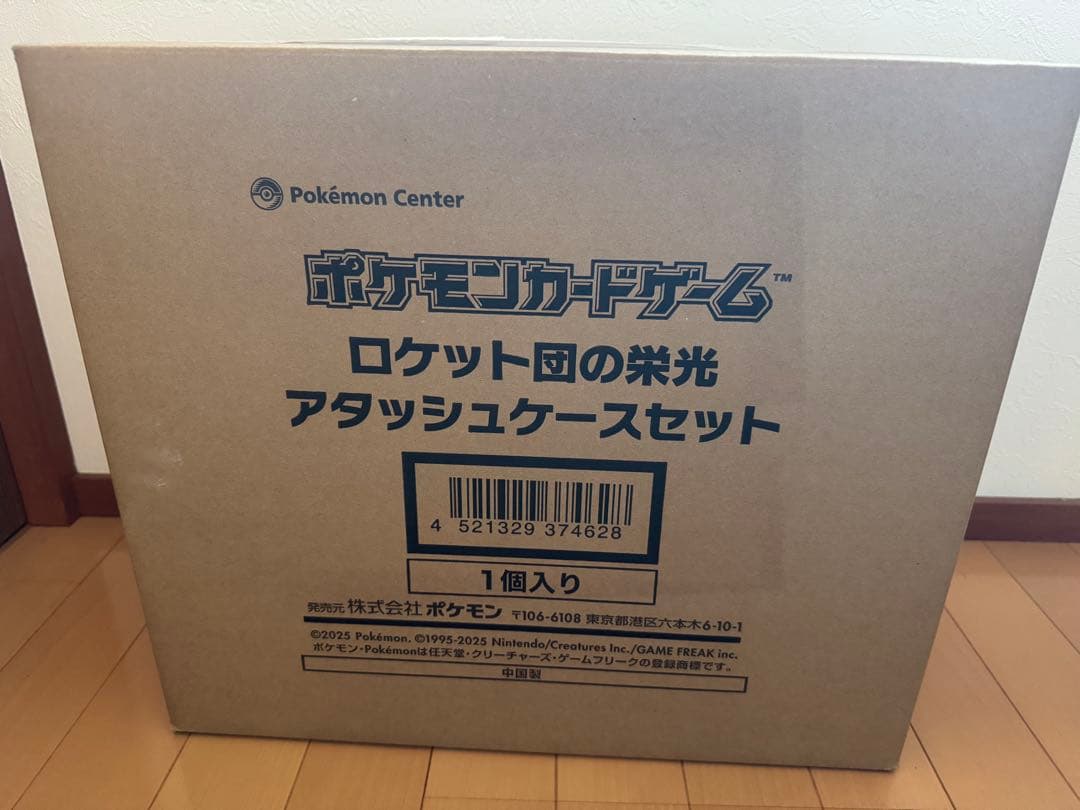 Pokémon Center
ポケモンカードゲーム™
ロケット団の栄光
アタッシュケースセット
4 521329 374628
1個入り
発売元 株式会社 ポケモン 〒106-6108 東京都港区六本木6-10-1
©2025 Pokémon. ©1995-2025 Nintendo/Creatures Inc./GAME FREAK inc.
ポケモン・Pokémonは任天堂・クリーチャーズ・ゲームフリークの登録商標です。
中国製